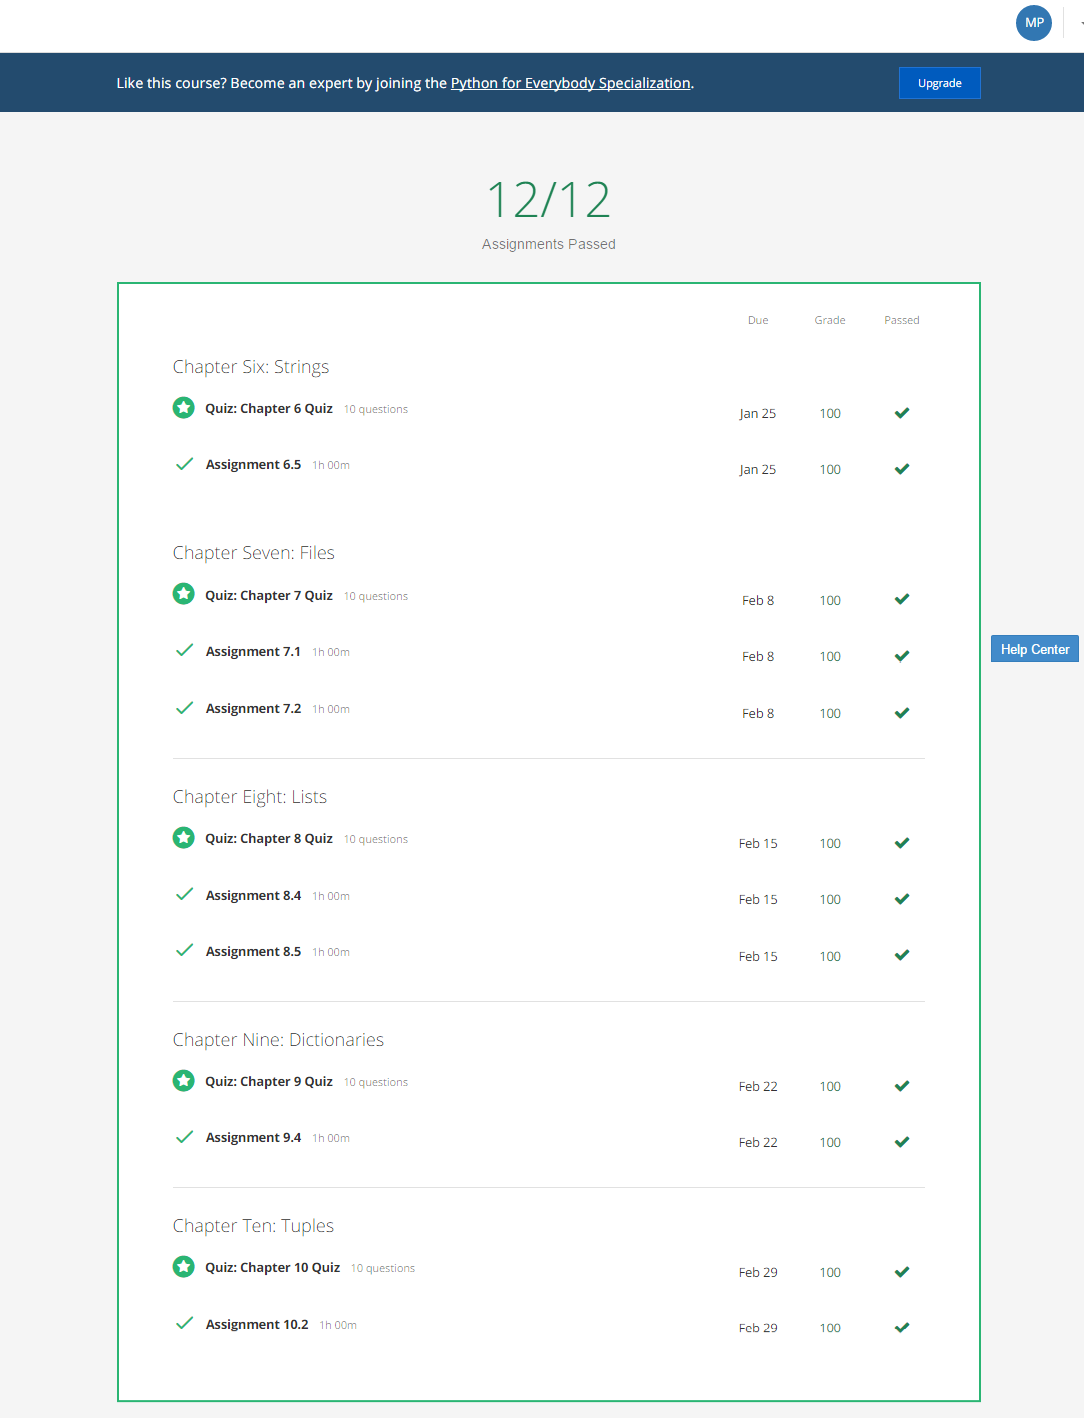 MP
Like this course? Become an expert by joining the Python for Everybody Specialization.
Upgrade
12/12
Assignments Passed
Due Grade Passed
Chapter Six: Strings
Quiz: Chapter 6 Quiz 10 questions Jan 25 100
Assignment 6.5 1h 00m Jan 25 100
Chapter Seven: Files
Quiz: Chapter 7 Quiz 10 questions Feb 8 100
Assignment 7.1 1h 00m Feb 8 100
Help Center
Assignment 7.2 1h 00m Feb 8 100
Chapter Eight: Lists
Quiz: Chapter 8 Quiz 10 questions Feb 15 100
Assignment 8.4 1h 00m Feb 15 100
Assignment 8.5 1h 00m Feb 15 100
Chapter Nine: Dictionaries
Quiz: Chapter 9 Quiz 10 questions Feb 22 100
Assignment 9.4 1h 00m Feb 22 100
Chapter Ten: Tuples
Quiz: Chapter 10 Quiz 10 questions Feb 29 100
Assignment 10.2 1h 00m Feb 29 100